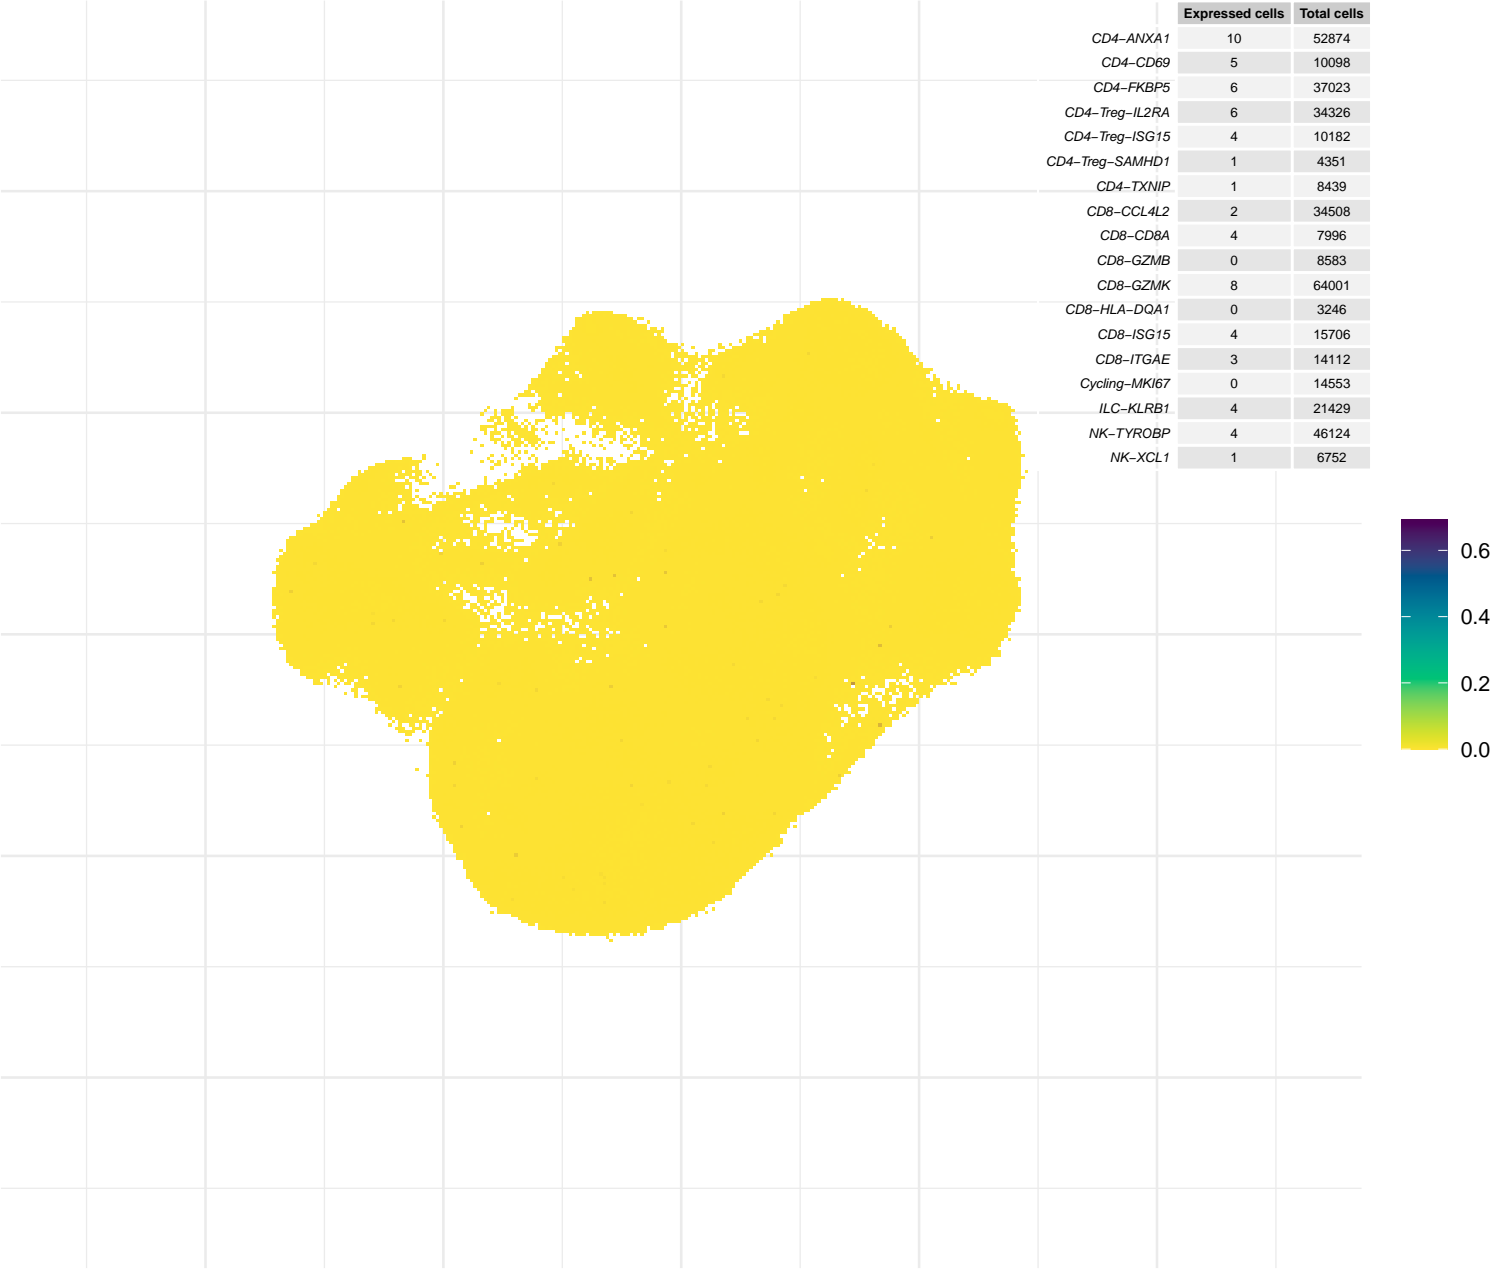 Expressed cells Total cells
CD4−ANXA1 10 52874
CD4−CD69 5 10098
CD4−FKBP5 6 37023
CD4−Treg−IL2RA 6 34326
CD4−Treg−ISG15 4 10182
CD4−Treg−SAMHD1 1 4351
CD4−TXNIP 1 8439
CD8−CCL4L2 2 34508
CD8−CD8A 4 7996
CD8−GZMB 0 8583
CD8−GZMK 8 64001
CD8−HLA−DQA1 0 3246
CD8−ISG15 4 15706
CD8−ITGAE 3 14112
Cycling−MKI67 0 14553
ILC−KLRB1 4 21429
NK−TYROBP 4 46124
NK−XCL1 1 6752
0.6
0.4
0.2
0.0